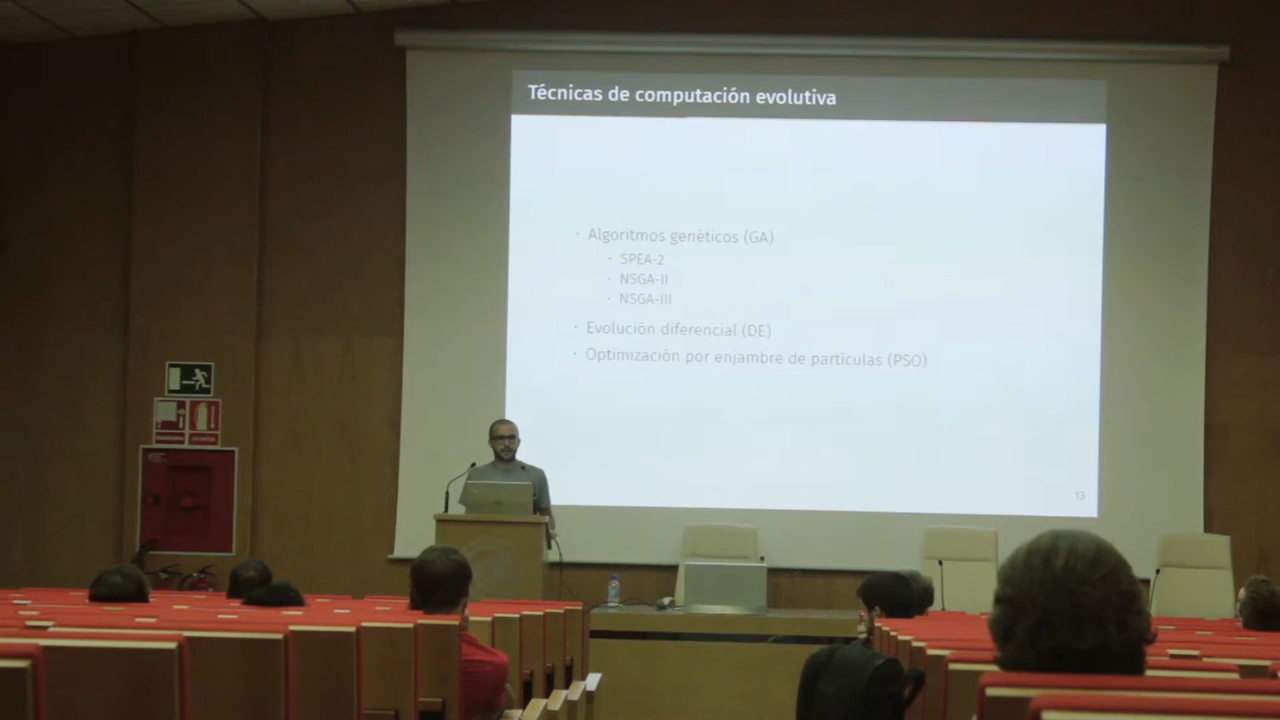 Técnicas de computación evolutiva
· Algoritmos genéticos (GA)
· SPEA-2
· NSGA-II
· NSGA-III
· Evolución diferencial (DE)
· Optimización por enjambre de partículas (PSO)
13